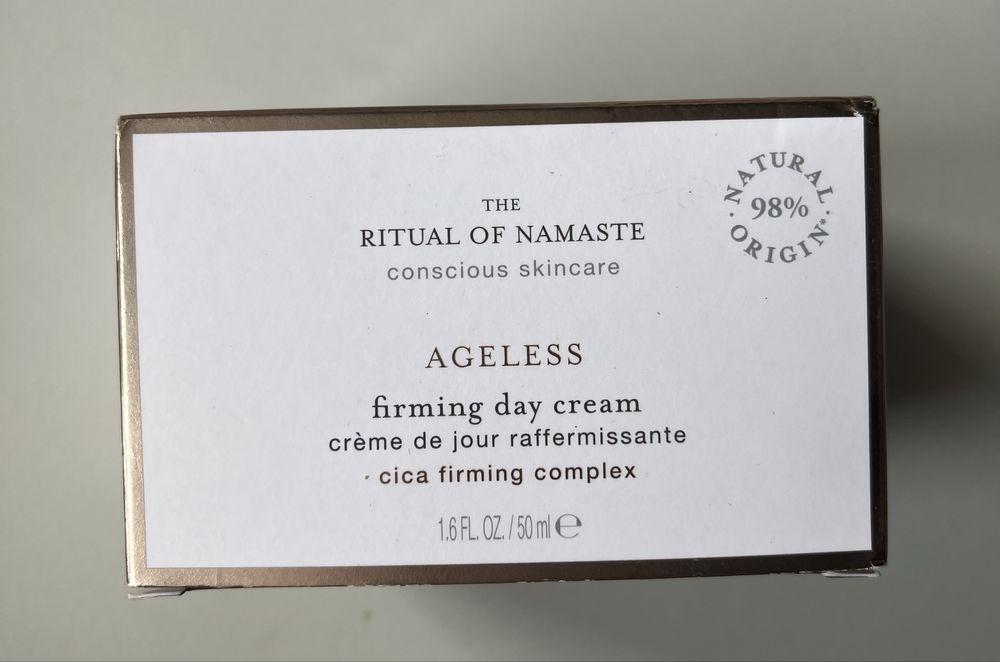 THE
RITUAL OF NAMASTE
conscious skincare
NATURAL
98%
ORIGIN*
AGELESS
firming day cream
crème de jour raffermissante
cica firming complex
1.6 FL. OZ. / 50 ml ℮